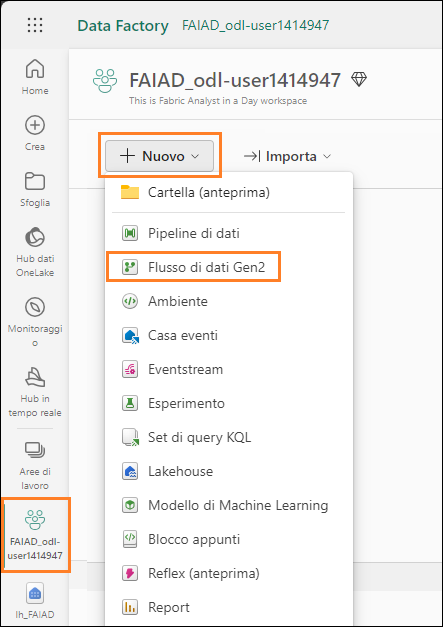 Data Factory FAIAD_odl-user1414947
Home
Crea
Sfoglia
Hub dati
OneLake
Monitoraggi
o
Hub in
tempo reale
Aree di
lavoro
FAIAD_odl-
user1414947
lh_FAIAD
FAIAD_odl-user1414947
This is Fabric Analyst in a Day workspace
Nuovo
Importa
Cartella (anteprima)
Pipeline di dati
Flusso di dati Gen2
Ambiente
Casa eventi
Eventstream
Esperimento
Set di query KQL
Lakehouse
Modello di Machine Learning
Blocco appunti
Reflex (anteprima)
Report